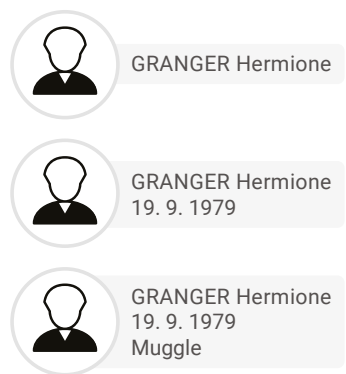 GRANGER Hermione
GRANGER Hermione
19. 9. 1979
GRANGER Hermione
19. 9. 1979
Muggle